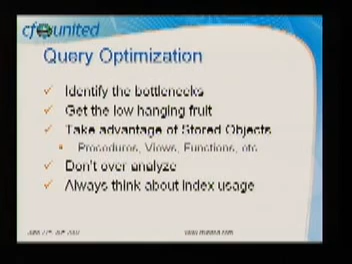 cfunited
Query Optimization
Identify the bottlenecks
Get the low hanging fruit
Take advantage of Stored Objects
Procedures, Views, Functions, etc
Don't over analyze
Always think about index usage